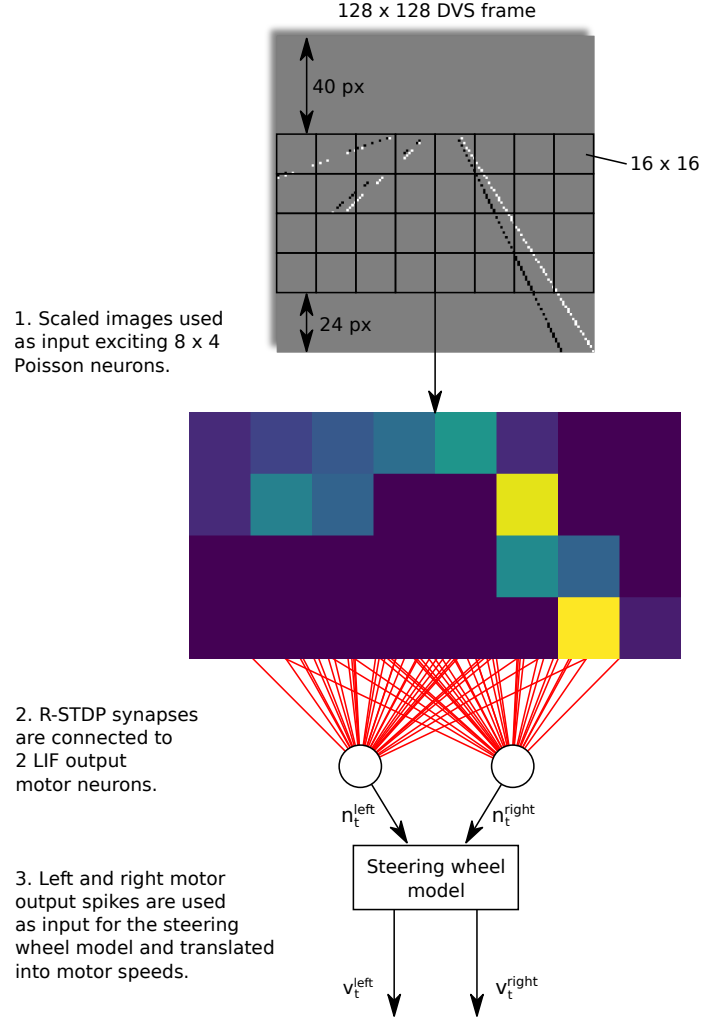 128 x 128 DVS frame
40 px
16 x 16
24 px
1. Scaled images used
as input exciting 8 x 4
Poisson neurons.
2. R-STDP synapses
are connected to
2 LIF output
motor neurons.
n_t^left
n_t^right
Steering wheel
model
3. Left and right motor
output spikes are used
as input for the steering
wheel model and translated
into motor speeds.
v_t^left
v_t^right